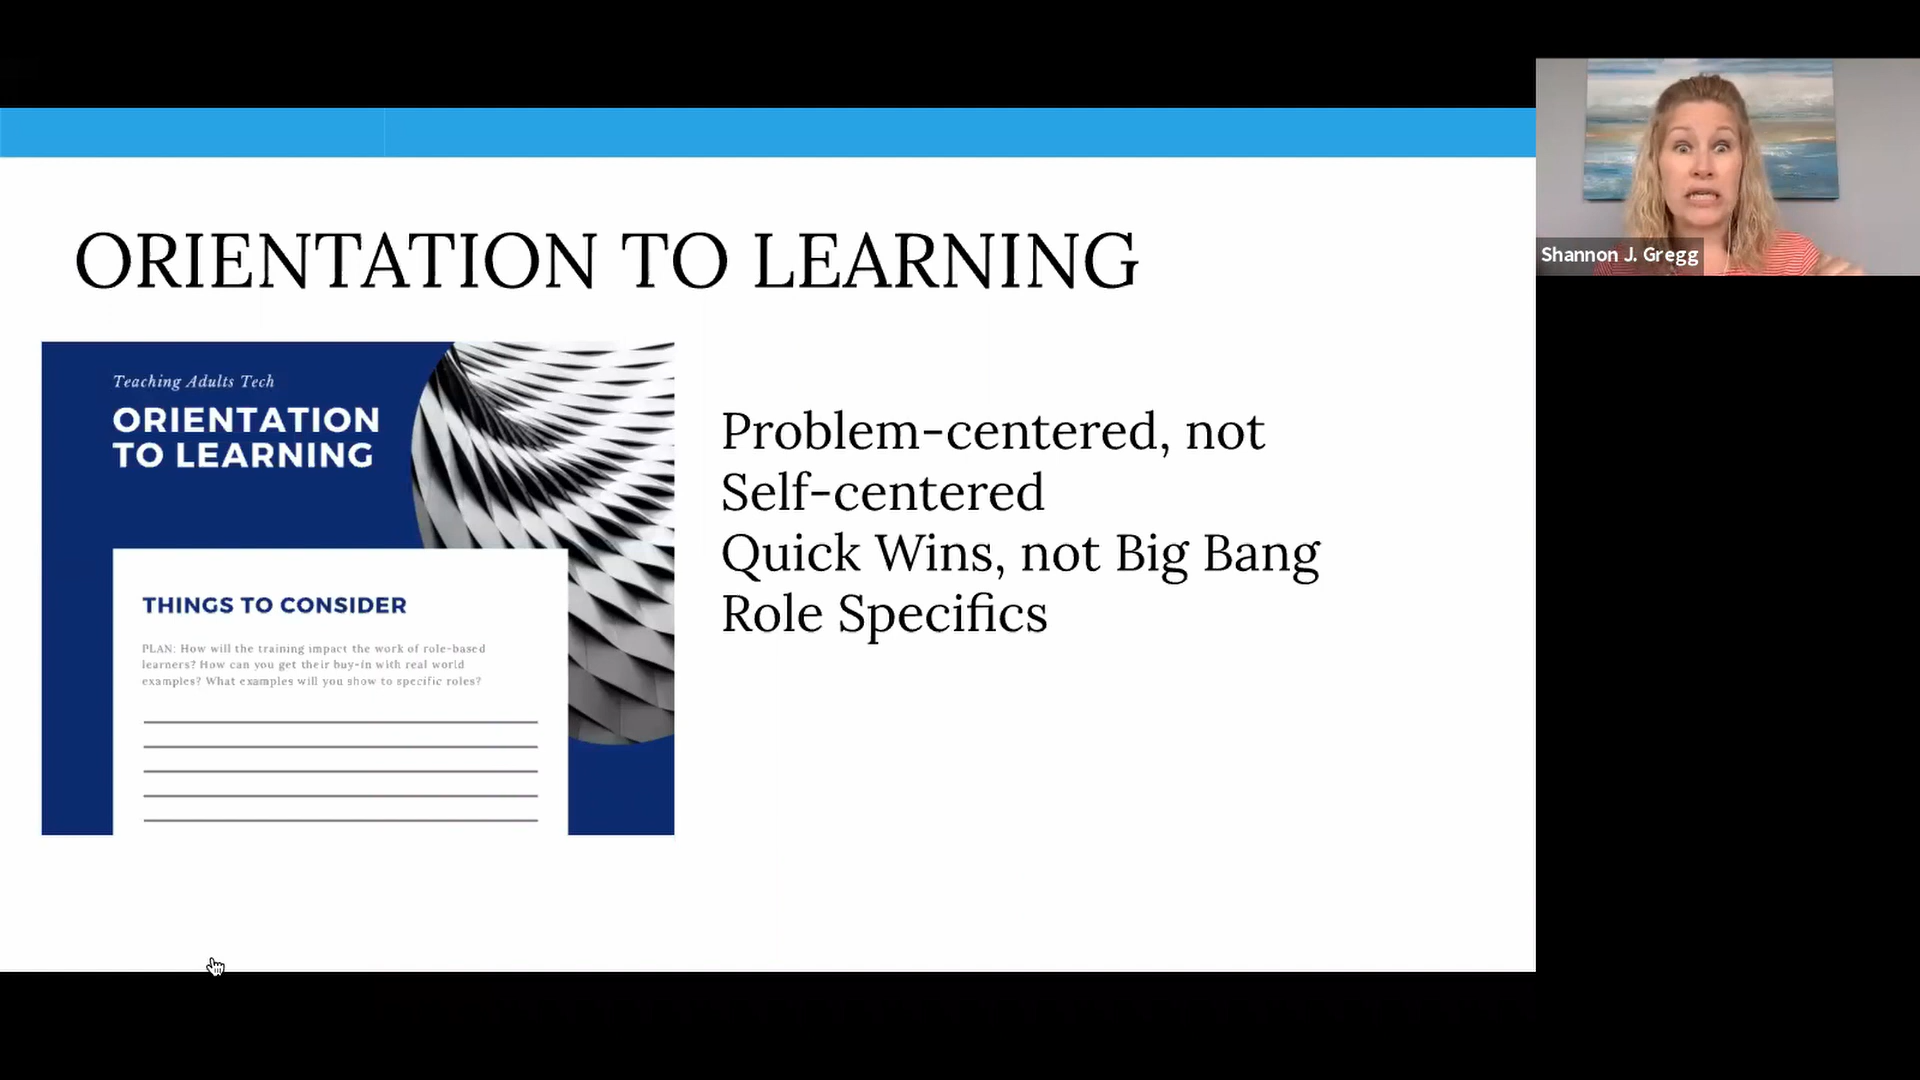 ORIENTATION TO LEARNING
Teaching Adults Tech
ORIENTATION
TO LEARNING
THINGS TO CONSIDER
PLAN: How will the training impact the work of role-based
learners? How can you get their buy-in with real world
examples? What examples will you show to specific roles?
Problem-centered, not
Self-centered
Quick Wins, not Big Bang
Role Specifics
Shannon J. Gregg